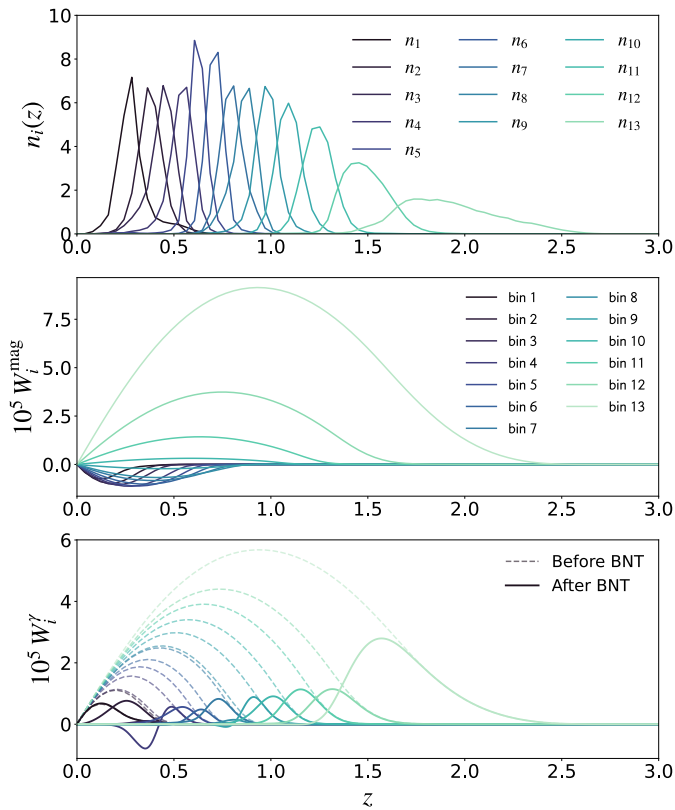 10
8
6
4
2
0
n_i(z)
n_1 n_6 n_10
n_2 n_7 n_11
n_3 n_8 n_12
n_4 n_9 n_13
n_5
0.0 0.5 1.0 1.5 2.0 2.5 3.0
7.5
5.0
2.5
0.0
10^5 W_i^mag
bin 1 bin 8
bin 2 bin 9
bin 3 bin 10
bin 4 bin 11
bin 5 bin 12
bin 6 bin 13
bin 7
0.0 0.5 1.0 1.5 2.0 2.5 3.0
6
4
2
0
10^5 W_i^γ
Before BNT
After BNT
0.0 0.5 1.0 1.5 2.0 2.5 3.0
z